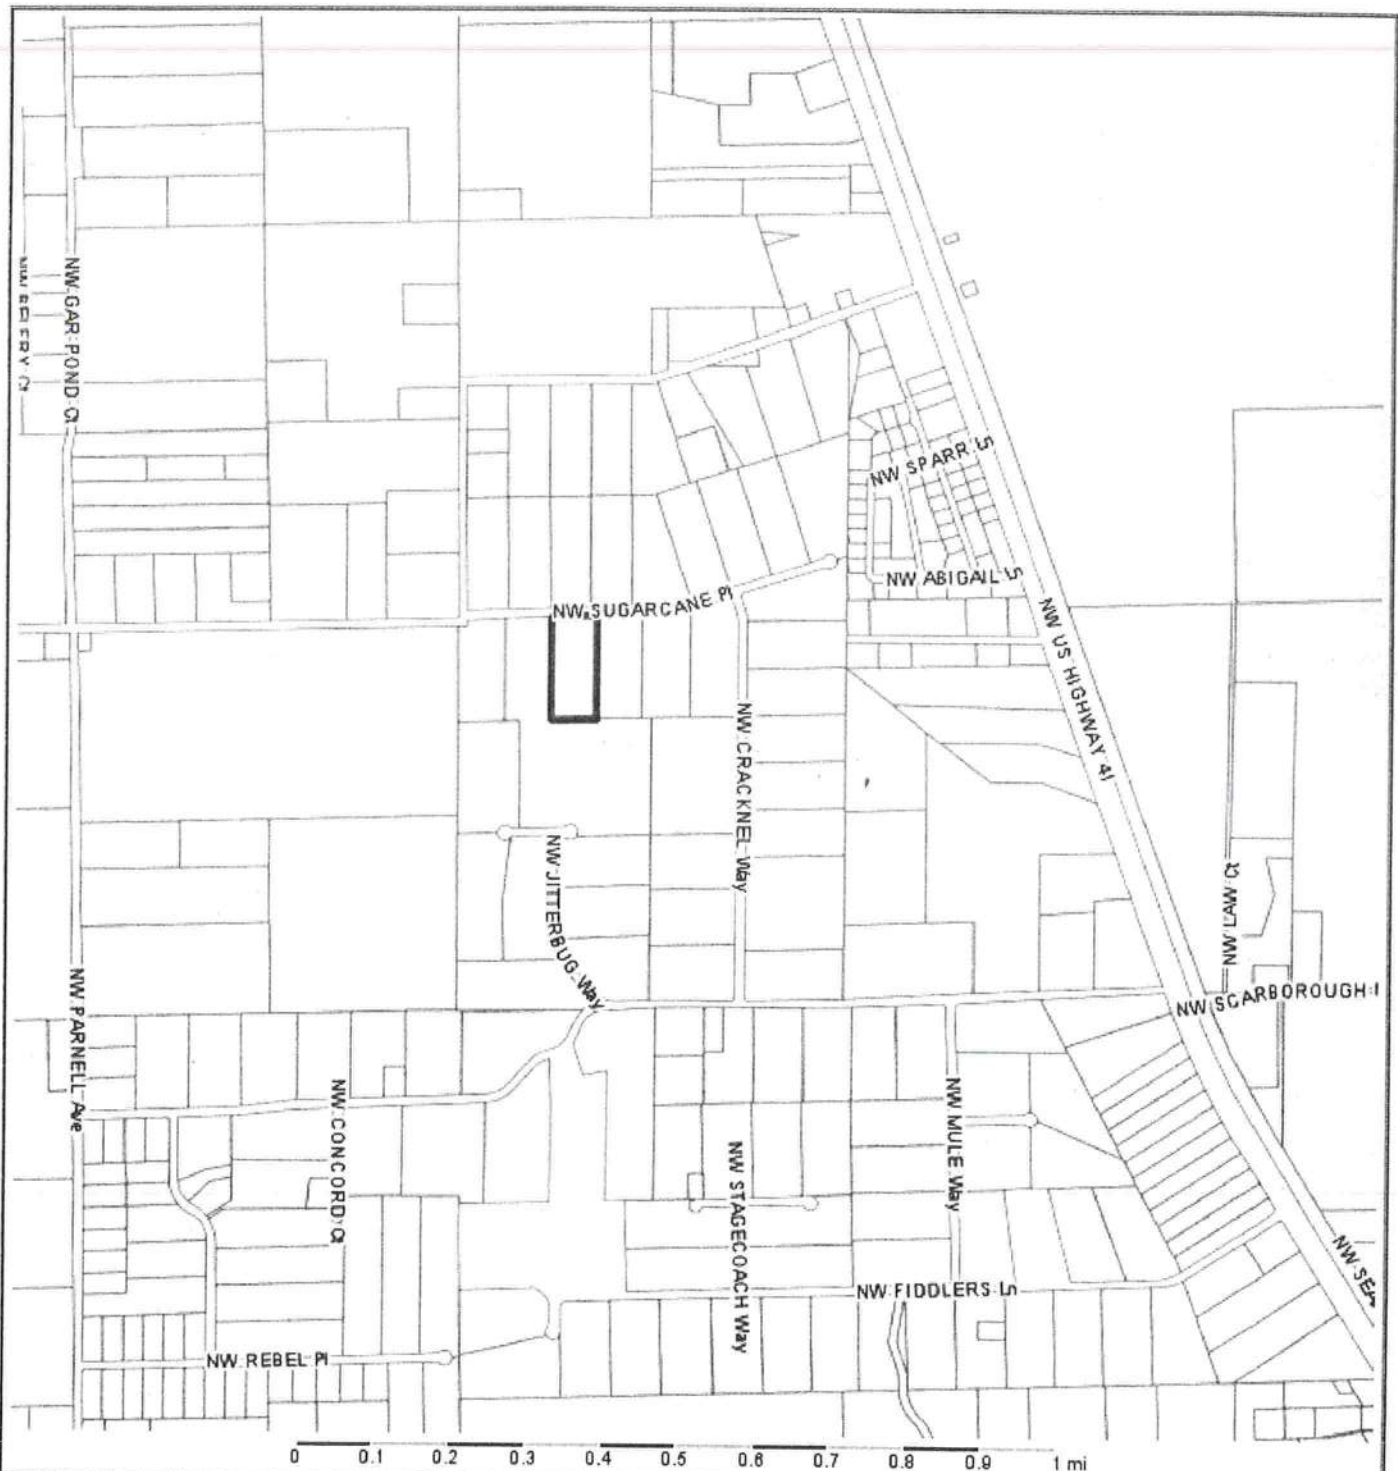 NW GAR POND Ct
NW SPARR Ln
NW ABIGAIL Ln
NW SUGARCANE Pl
NW US HIGHWAY 41
NW CRACKNEL Way
NW JITTERBUG Way
NW LAW Ct
NW SCARBOROUGH
NW PARNELL Ave
NW CONCORD Ct
NW MULE Way
NW STAGECOACH Way
NW FIDDLERS Ln
NW REBEL Pl
0 0.1 0.2 0.3 0.4 0.5 0.6 0.7 0.8 0.9 1 mi